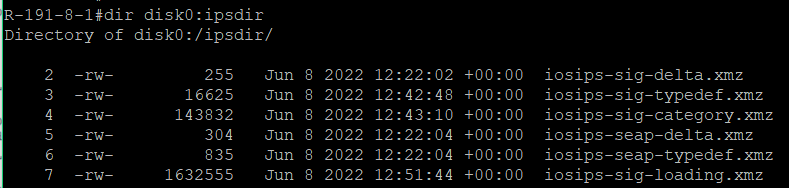 R-191-8-1#dir disk0:ipsdir
Directory of disk0:/ipsdir/
2 -rw- 255 Jun 8 2022 12:22:02 +00:00 iosips-sig-delta.xmz
3 -rw- 16625 Jun 8 2022 12:42:48 +00:00 iosips-sig-typedef.xmz
4 -rw- 143832 Jun 8 2022 12:43:10 +00:00 iosips-sig-category.xmz
5 -rw- 304 Jun 8 2022 12:22:04 +00:00 iosips-seap-delta.xmz
6 -rw- 835 Jun 8 2022 12:22:04 +00:00 iosips-seap-typedef.xmz
7 -rw- 1632555 Jun 8 2022 12:51:44 +00:00 iosips-sig-loading.xmz